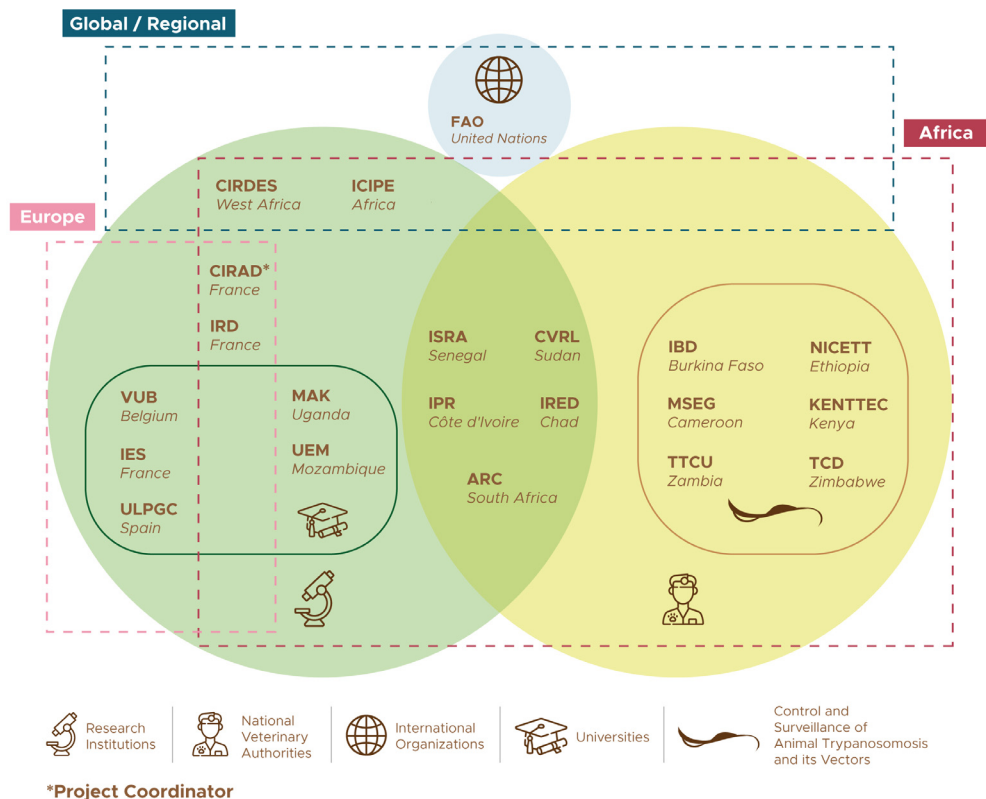 Global / Regional
FAO
United Nations
Africa
CIRDES
West Africa
ICIPE
Africa
Europe
CIRAD*
France
IRD
France
ISRA
Senegal
CVRL
Sudan
IBD
Burkina Faso
NICETT
Ethiopia
VUB
Belgium
MAK
Uganda
IPR
Côte d'Ivoire
IRED
Chad
MSEG
Cameroon
KENTTEC
Kenya
IES
France
UEM
Mozambique
ARC
South Africa
TTCU
Zambia
TCD
Zimbabwe
ULPGC
Spain
Research
Institutions
National
Veterinary
Authorities
International
Organizations
Universities
Control and
Surveillance of
Animal Trypanosomosis
and its Vectors
*Project Coordinator